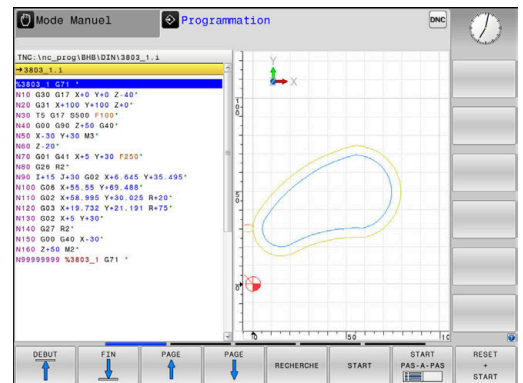 Mode Manuel
Programmation
DNC
TNC:\nc_prog\BHB\DIN\3803_1.i
→3803_1.i
%3803_1 G71 *
N10 G30 G17 X+0 Y+0 Z-40*
N20 G31 X+100 Y+100 Z+0*
N30 T5 G17 S500 F100*
N40 G00 G90 Z+50 G40*
N50 X-30 Y+30 M3*
N60 Z-20*
N70 G01 G41 X+5 Y+30 F250*
N80 G26 R2*
N90 I+15 J+30 G02 X+6.645 Y+35.495*
N100 G06 X+55.55 Y+69.488*
N110 G02 X+58.995 Y+30.025 R+20*
N120 G03 X+19.732 Y+21.191 R+75*
N130 G02 X+5 Y+30*
N140 G27 R2*
N150 G00 G40 X-30*
N160 Z+50 M2*
N99999999 %3803_1 G71 *
Y
X
100
50
0
0
50
10
DEBUT
FIN
PAGE
PAGE
RECHERCHE
START
START
PAS-A-PAS
RESET
+
START